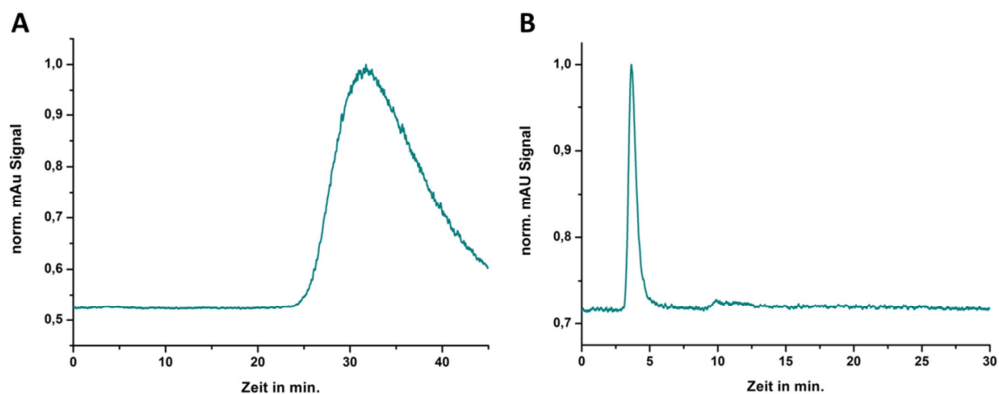 A
norm. mAu Signal
1,0
0,9
0,8
0,7
0,6
0,5
0 10 20 30 40
Zeit in min.
B
norm. mAU Signal
1,0
0,9
0,8
0,7
0 5 10 15 20 25 30
Zeit in min.